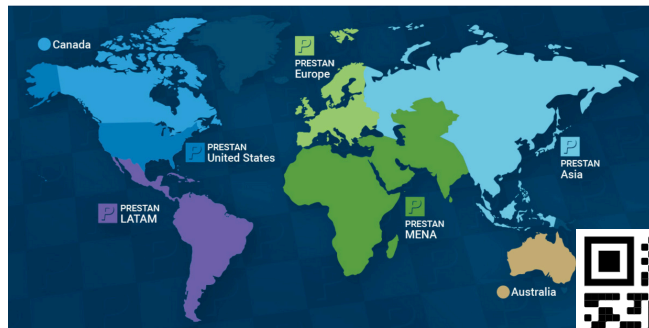 Canada
PRESTAN
Europe
PRESTAN
United States
PRESTAN
Asia
PRESTAN
LATAM
PRESTAN
MENA
Australia